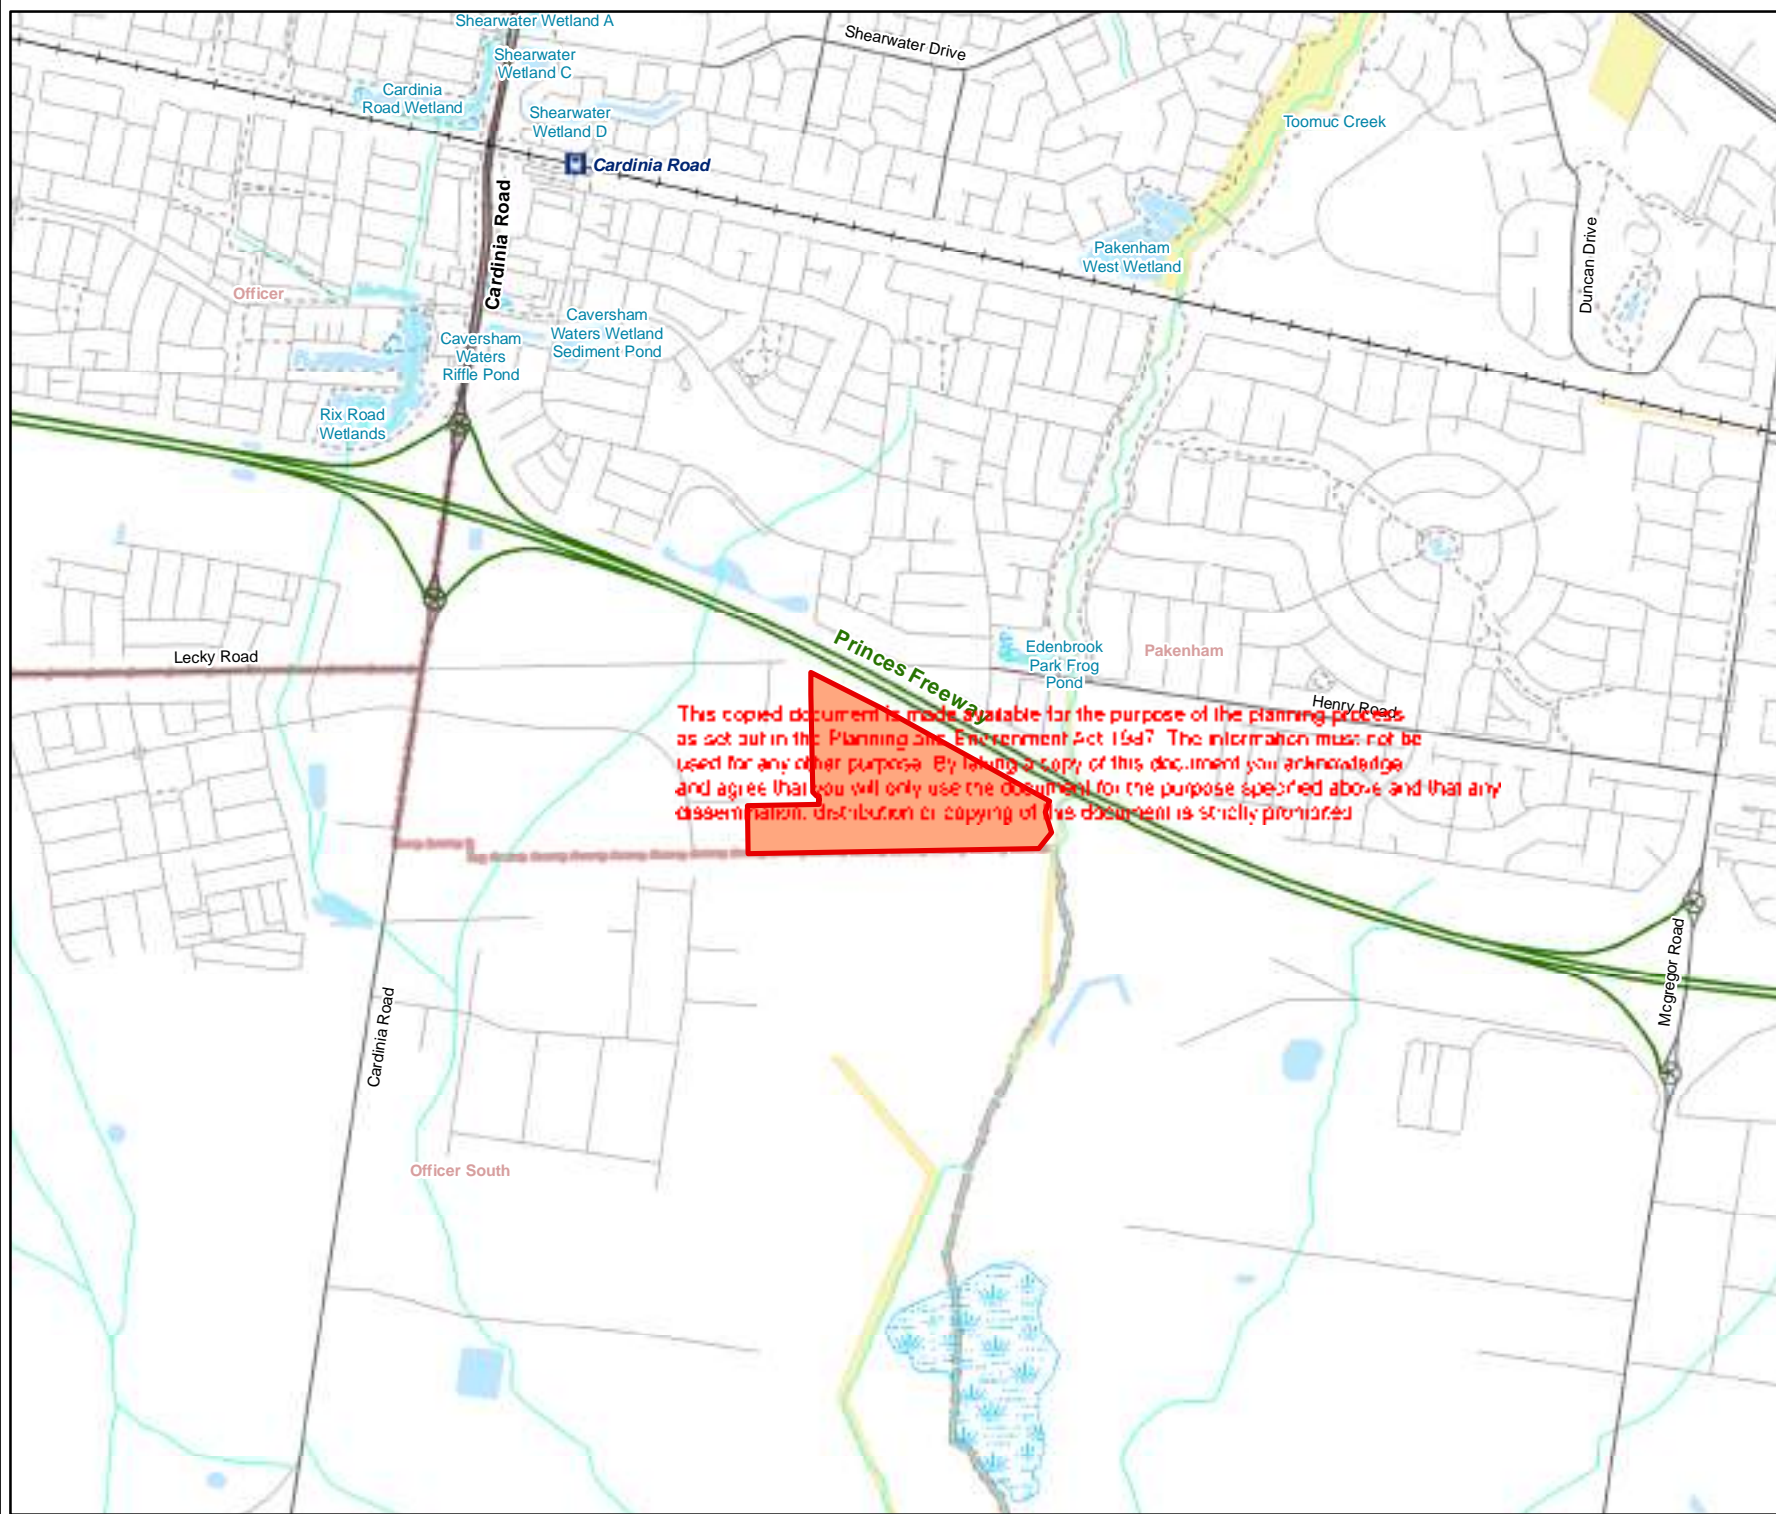 Shearwater Wetland A
Shearwater Drive
Shearwater
Wetland C
Cardinia
Road Wetland
Shearwater
Wetland D
Toomuc Creek
Cardinia Road
Cardinia Road
Pakenham
West Wetland
Duncan Drive
Officer
Caversham
Waters Wetland
Sediment Pond
Caversham
Waters
Riffle Pond
Rix Road
Wetlands
Princes Freeway
Lecky Road
Edenbrook
Park Frog
Pond
Pakenham
Henry Road
This copied document is made available for the purpose of the planning process
as set out in the Planning and Environment Act 1987. The information must not be
used for any other purpose. By taking a copy of this document you acknowledge
and agree that you will only use the document for the purpose specified above and that any
dissemination, distribution or copying of this document is strictly prohibited.
Mcgregor Road
Cardinia Road
Officer South